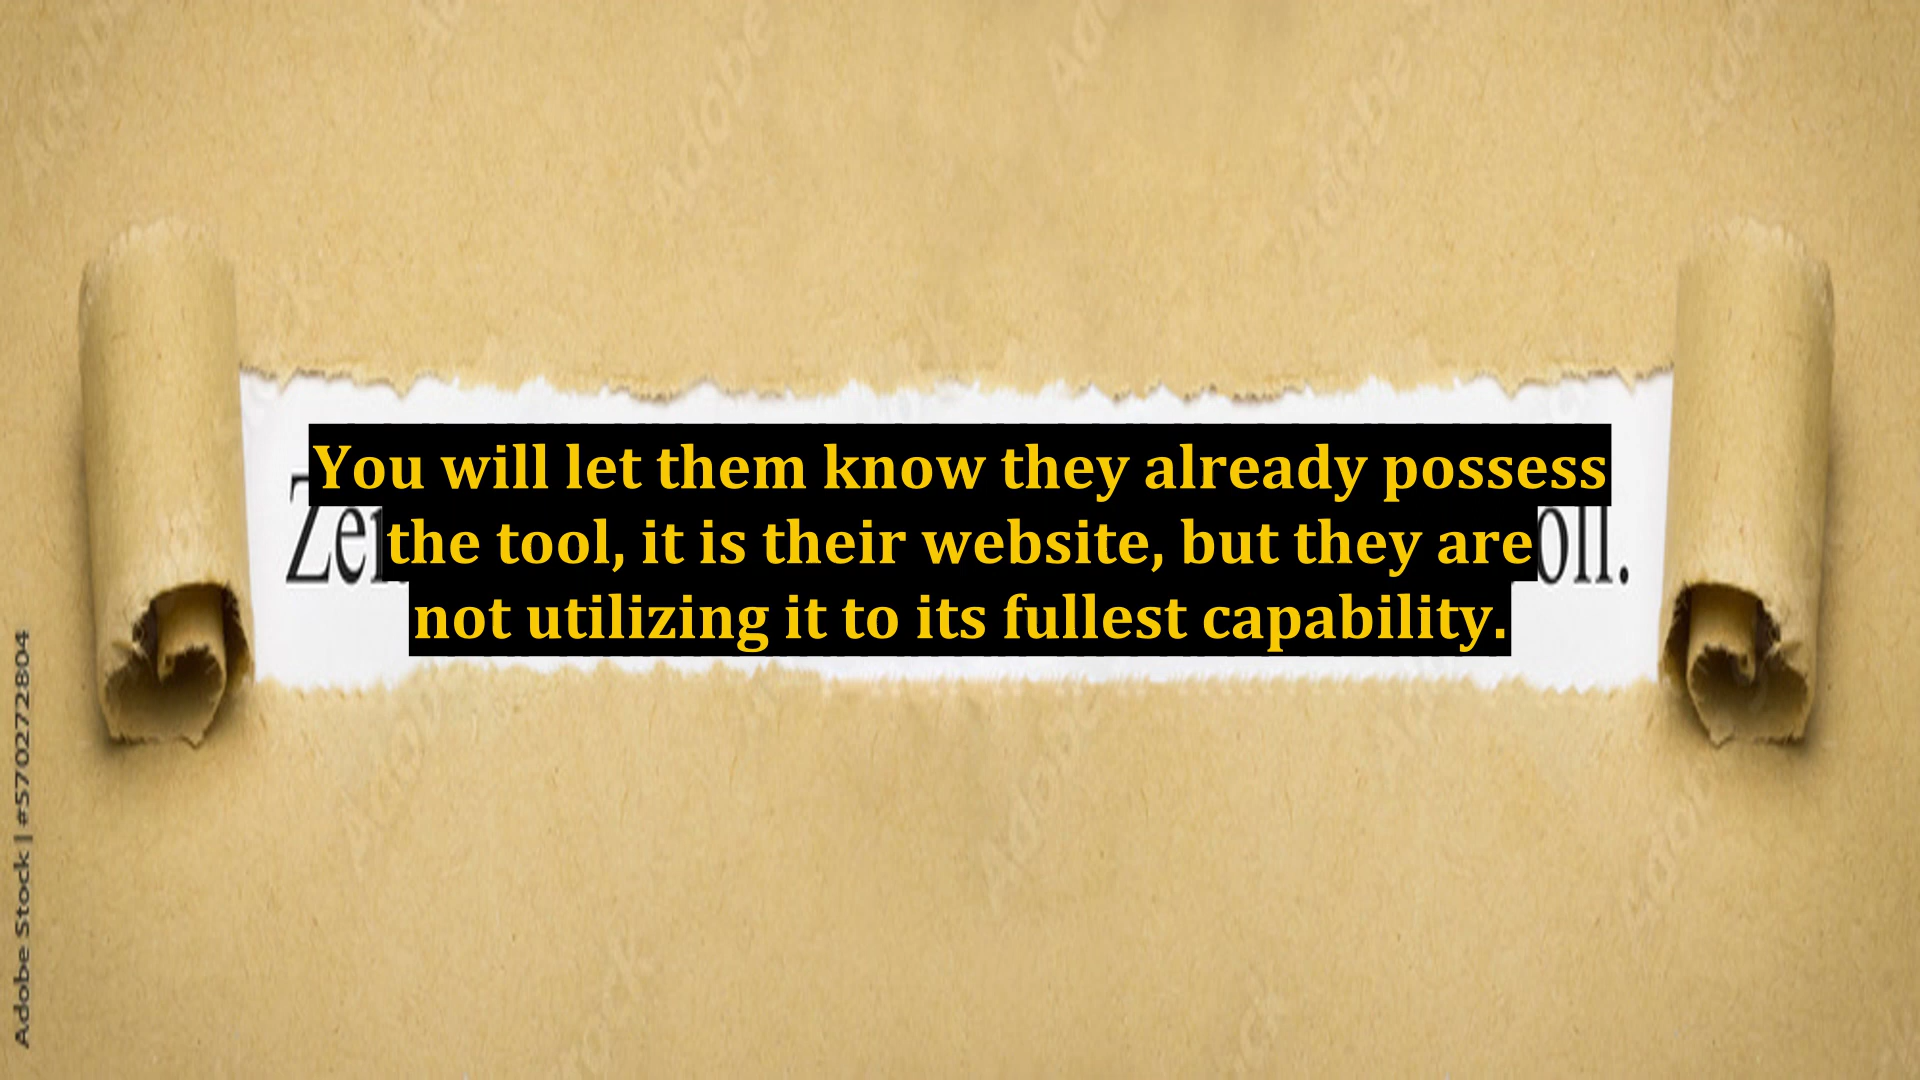 You will let them know they already possess
the tool, it is their website, but they are
not utilizing it to its fullest capability.
Adobe Stock | #570272804